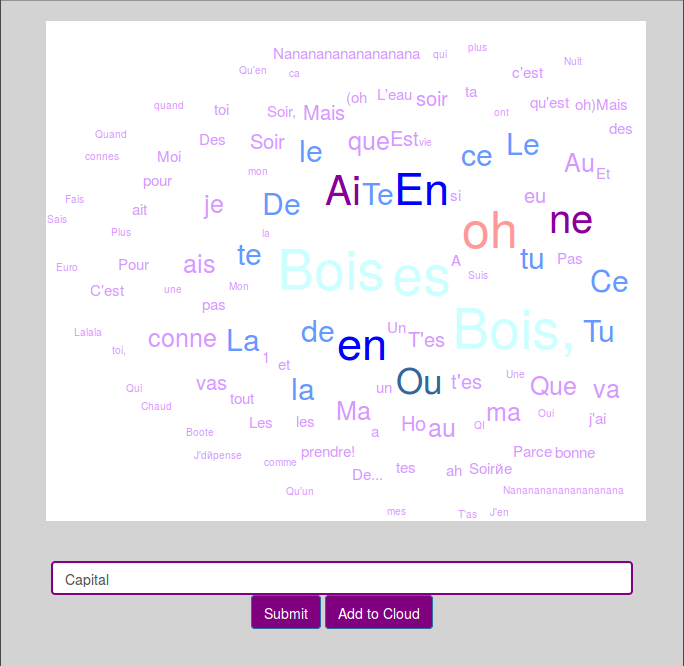 Nanananananananana qui plus
Qu'en ca c'est Nuit
quand toi Soir, Mais (oh L'eau soir ta ont qu'est oh)Mais
Quand Des Soir le que Est vie ce Le des
connes Moi mon Au Et
pour Ai Te En si eu
Fais ait je De oh ne
Sais Plus la
Euro Pour ais te Bois es A Suis tu Pas Ce
C'est une Mon
pas Bois,
Lalala conne La de en Un T'es Tu
toi, 1 et
Qui vas tout la un Ou t'es Une Que va
Chaud Ma ma Oui j'ai
Boote Les les a Ho au QI
prendre! Parce bonne
comme De... tes ah
Qu'un Nanananananananana
mes T'as J'en
Capital
Submit Add to Cloud